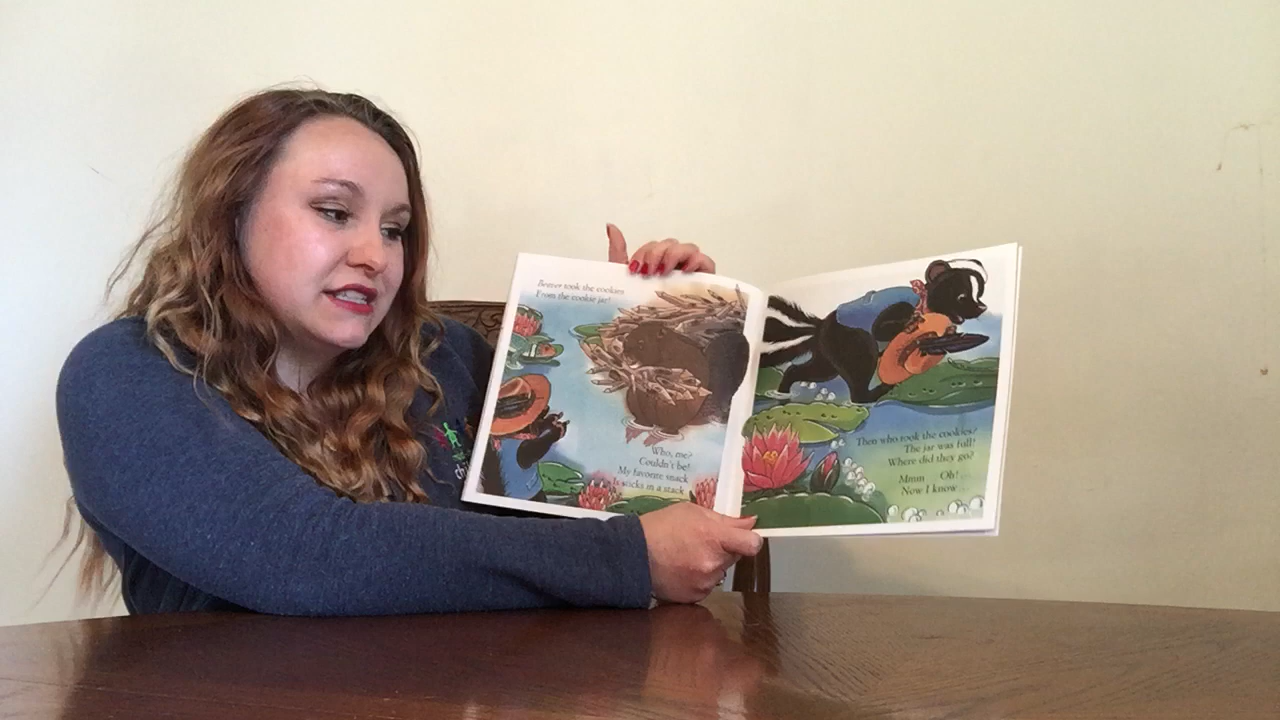 Beaver took the cookies
From the cookie jar!
Who, me?
Couldn't be!
My favorite snack
Is sticks in a stack
Then who took the cookies?
The jar was full!
Where did they go?
Mmm Oh! ...
Now I know ...